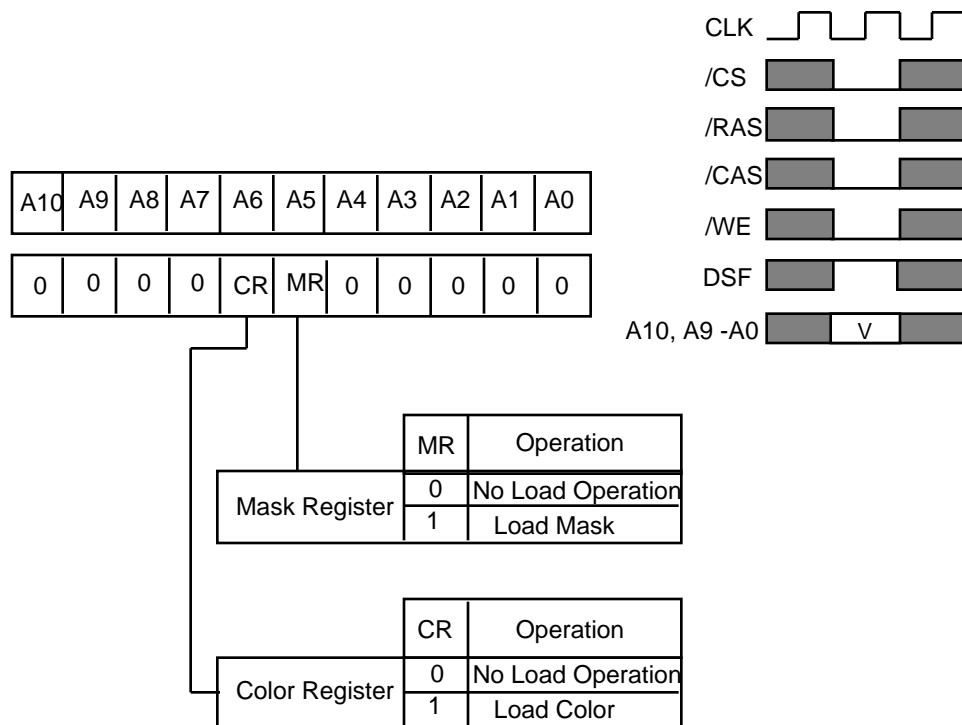 CLK
/CS
/RAS
/CAS
/WE
DSF
A10, A9 -A0 V
A10 A9 A8 A7 A6 A5 A4 A3 A2 A1 A0
0 0 0 0 CR MR 0 0 0 0 0
MR Operation
Mask Register
0 No Load Operation
1 Load Mask
CR Operation
Color Register
0 No Load Operation
1 Load Color